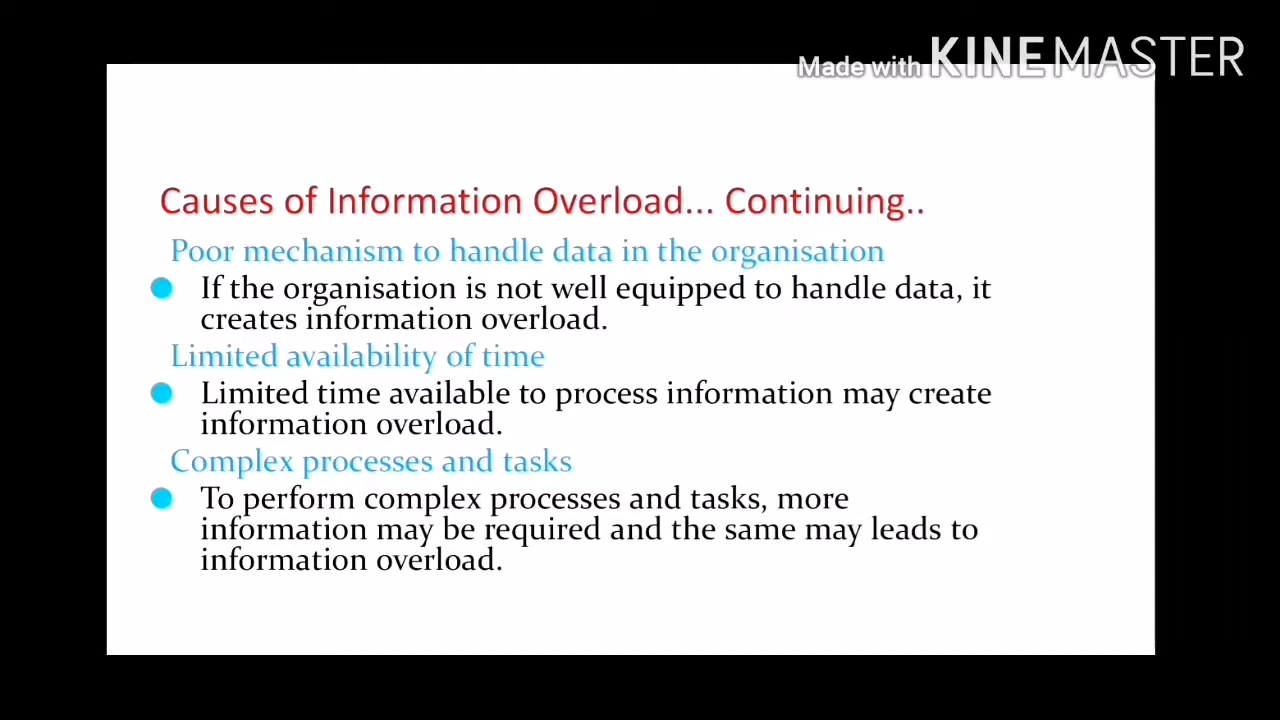 Made with KINEMASTER
Causes of Information Overload... Continuing..
Poor mechanism to handle data in the organisation
If the organisation is not well equipped to handle data, it
creates information overload.
Limited availability of time
Limited time available to process information may create
information overload.
Complex processes and tasks
To perform complex processes and tasks, more
information may be required and the same may leads to
information overload.